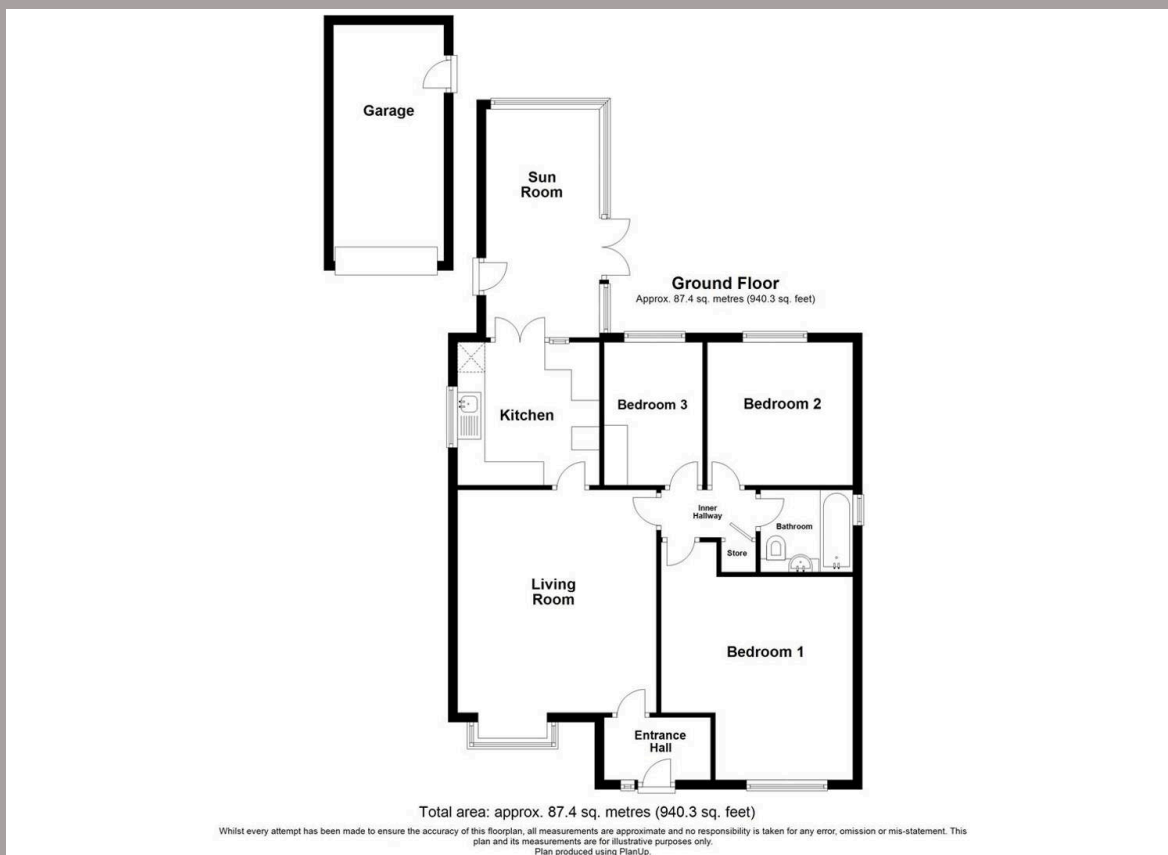 Garage
Sun
Room
Ground Floor
Approx. 87.4 sq. metres (940.3 sq. feet)
Kitchen
Bedroom 3
Bedroom 2
Inner
Hallway
Bathroom
Store
Living
Room
Bedroom 1
Entrance
Hall
Total area: approx. 87.4 sq. metres (940.3 sq. feet)
Whilst every attempt has been made to ensure the accuracy of this floorplan, all measurements are approximate and no responsibility is taken for any error, omission or mis-statement. This
plan and its measurements are for illustrative purposes only.
Plan produced using PlanUp.